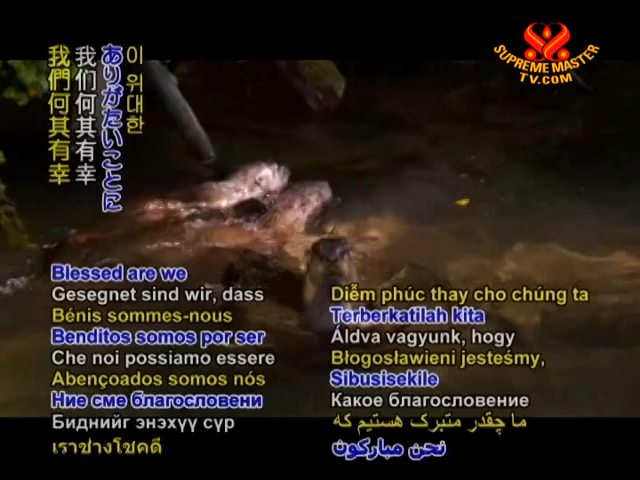 SUPREME MASTER
TV.COM
我們何其有幸
我们何其有幸
ありがたいことに
이 위대한
Blessed are we
Gesegnet sind wir, dass
Bénis sommes-nous
Benditos somos por ser
Che noi possiamo essere
Abençoados somos nós
Ние сме благословени
Бидний г энэхүү сүр
เราช่างโชคดี
Diễm phúc thay cho chúng ta
Terberkatilah kita
Áldva vagyunk, hogy
Błogosławieni jesteśmy,
Sibusisekile
Какое благословение
ما چقدر متبرک هستیم که
نحن مباركون